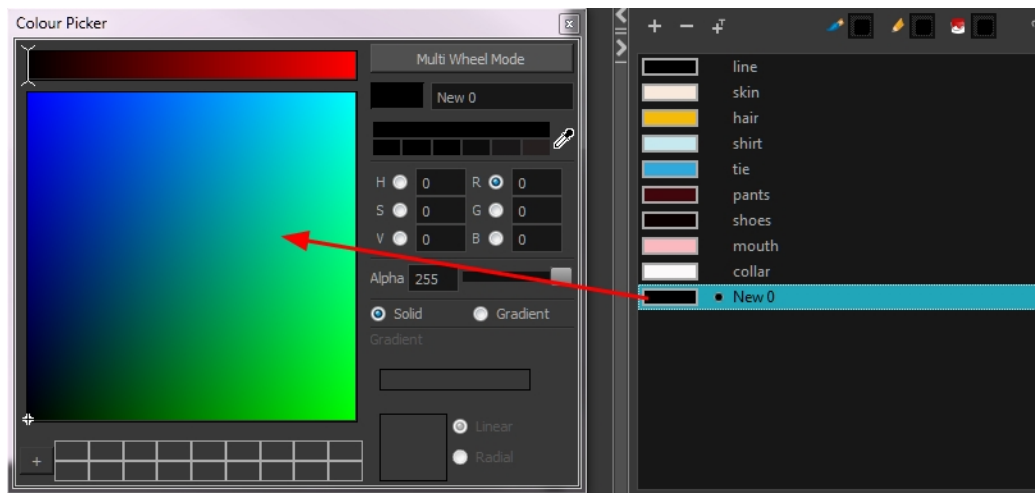 Colour Picker
x
Multi Wheel Mode
New 0
H 0 R 0
S 0 G 0
V 0 B 0
Alpha 255
Solid Gradient
Gradient
Linear
Radial
+
+ - +T
line
skin
hair
shirt
tie
pants
shoes
mouth
collar
New 0